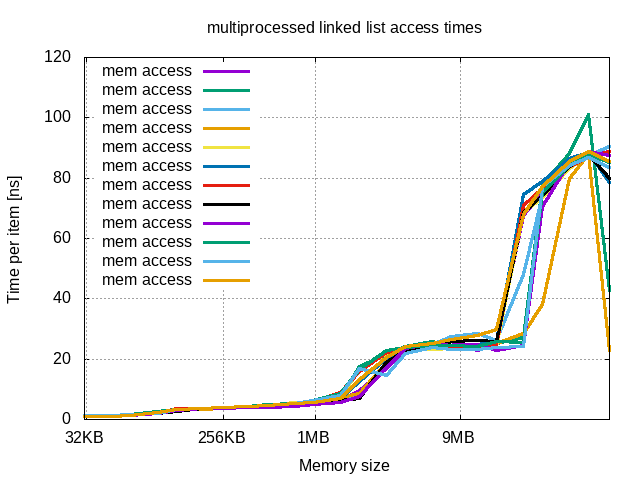 multiprocessed linked list access times
120
100
80
60
40
20
0
Time per item [ns]
mem access
mem access
mem access
mem access
mem access
mem access
mem access
mem access
mem access
mem access
mem access
mem access
32KB 256KB 1MB 9MB
Memory size